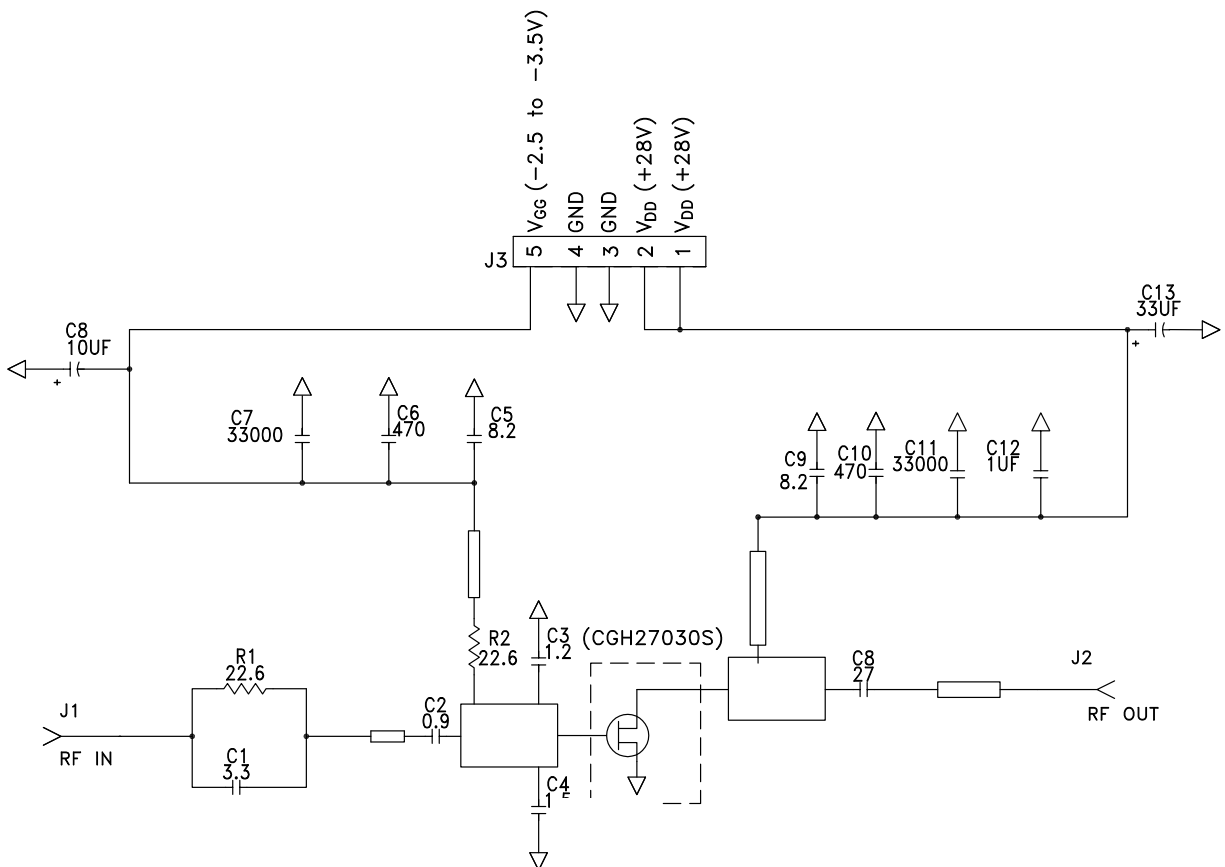 VGG (−2.5 to −3.5V)
GND
GND
VDD (+28V)
VDD (+28V)
J3
5
4
3
2
1
C8
10UF
+
C13
33UF
+
C7
33000
C6
470
C5
8.2
C9
8.2
C10
470
C11
33000
C12
1UF
R2
22.6
C3
1.2
(CGH27030S)
R1
22.6
C8
27
J2
RF OUT
J1
RF IN
C2
0.9
C1
3.3
C4